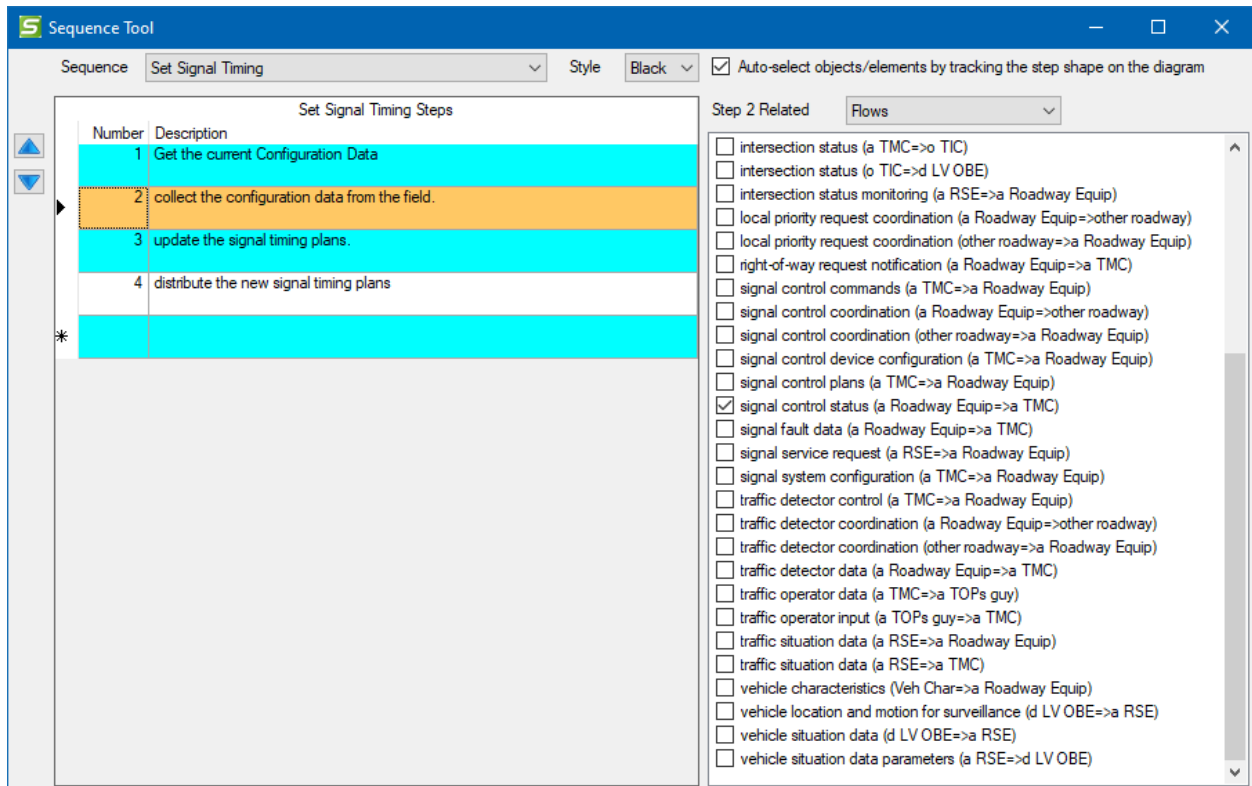 Sequence Tool
Sequence Set Signal Timing Style Black Auto-select objects/elements by tracking the step shape on the diagram
Set Signal Timing Steps
Number Description
1 Get the current Configuration Data
2 collect the configuration data from the field.
3 update the signal timing plans.
4 distribute the new signal timing plans
Step 2 Related Flows
intersection status (a TMC=>o TIC)
intersection status (o TIC=>d LV OBE)
intersection status monitoring (a RSE=>a Roadway Equip)
local priority request coordination (a Roadway Equip=>other roadway)
local priority request coordination (other roadway=>a Roadway Equip)
right-of-way request notification (a Roadway Equip=>a TMC)
signal control commands (a TMC=>a Roadway Equip)
signal control coordination (a Roadway Equip=>other roadway)
signal control coordination (other roadway=>a Roadway Equip)
signal control device configuration (a TMC=>a Roadway Equip)
signal control plans (a TMC=>a Roadway Equip)
signal control status (a Roadway Equip=>a TMC)
signal fault data (a Roadway Equip=>a TMC)
signal service request (a RSE=>a Roadway Equip)
signal system configuration (a TMC=>a Roadway Equip)
traffic detector control (a TMC=>a Roadway Equip)
traffic detector coordination (a Roadway Equip=>other roadway)
traffic detector coordination (other roadway=>a Roadway Equip)
traffic detector data (a Roadway Equip=>a TMC)
traffic operator data (a TMC=>a TOPs guy)
traffic operator input (a TOPs guy=>a TMC)
traffic situation data (a RSE=>a Roadway Equip)
traffic situation data (a RSE=>a TMC)
vehicle characteristics (Veh Char=>a Roadway Equip)
vehicle location and motion for surveillance (d LV OBE=>a RSE)
vehicle situation data (d LV OBE=>a RSE)
vehicle situation data parameters (a RSE=>d LV OBE)